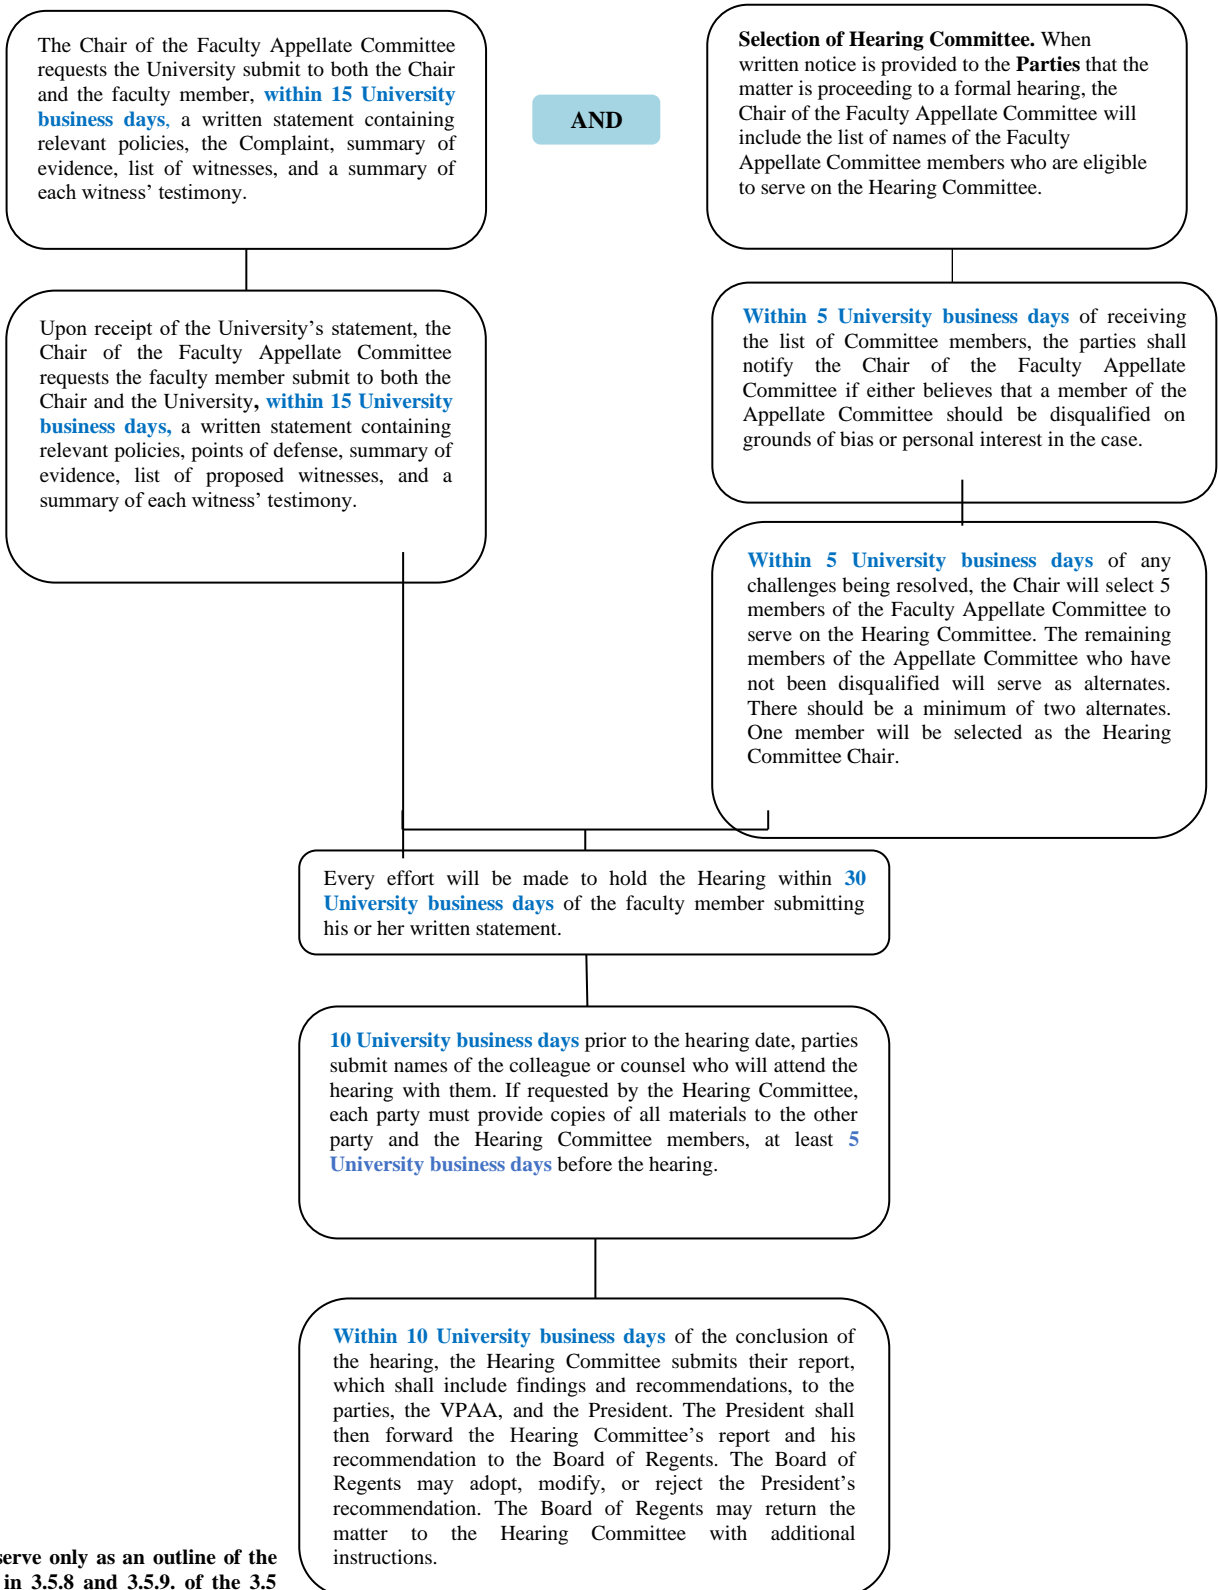 The Chair of the Faculty Appellate Committee
requests the University submit to both the Chair
and the faculty member, within 15 University
business days, a written statement containing
relevant policies, the Complaint, summary of
evidence, list of witnesses, and a summary of
each witness’ testimony.
AND
Selection of Hearing Committee. When
written notice is provided to the Parties that the
matter is proceeding to a formal hearing, the
Chair of the Faculty Appellate Committee will
include the list of names of the Faculty
Appellate Committee members who are eligible
to serve on the Hearing Committee.
Upon receipt of the University’s statement, the
Chair of the Faculty Appellate Committee
requests the faculty member submit to both the
Chair and the University, within 15 University
business days, a written statement containing
relevant policies, points of defense, summary of
evidence, list of proposed witnesses, and a
summary of each witness’ testimony.
Within 5 University business days of receiving
the list of Committee members, the parties shall
notify the Chair of the Faculty Appellate
Committee if either believes that a member of the
Appellate Committee should be disqualified on
grounds of bias or personal interest in the case.
Within 5 University business days of any
challenges being resolved, the Chair will select 5
members of the Faculty Appellate Committee to
serve on the Hearing Committee. The remaining
members of the Appellate Committee who have
not been disqualified will serve as alternates.
There should be a minimum of two alternates.
One member will be selected as the Hearing
Committee Chair.
Every effort will be made to hold the Hearing within 30
University business days of the faculty member submitting
his or her written statement.
10 University business days prior to the hearing date, parties
submit names of the colleague or counsel who will attend the
hearing with them. If requested by the Hearing Committee,
each party must provide copies of all materials to the other
party and the Hearing Committee members, at least 5
University business days before the hearing.
Within 10 University business days of the conclusion of
the hearing, the Hearing Committee submits their report,
which shall include findings and recommendations, to the
parties, the VPAA, and the President. The President shall
then forward the Hearing Committee’s report and his
recommendation to the Board of Regents. The Board of
Regents may adopt, modify, or reject the President’s
recommendation. The Board of Regents may return the
matter to the Hearing Committee with additional
instructions.
serve only as an outline of the
in 3.5.8 and 3.5.9. of the 3.5